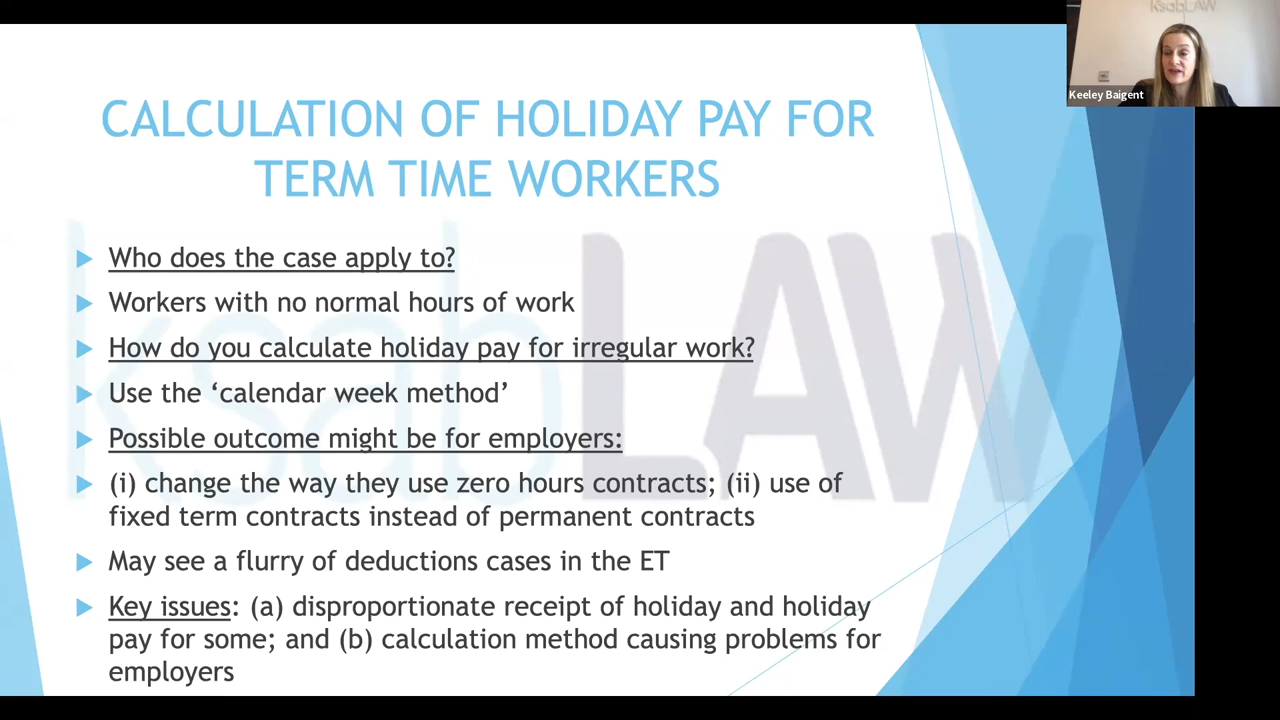 ksabLAW
Keeley Baigent
CALCULATION OF HOLIDAY PAY FOR
TERM TIME WORKERS
Who does the case apply to?
Workers with no normal hours of work
How do you calculate holiday pay for irregular work?
Use the ‘calendar week method’
Possible outcome might be for employers:
(i) change the way they use zero hours contracts; (ii) use of
fixed term contracts instead of permanent contracts
May see a flurry of deductions cases in the ET
Key issues: (a) disproportionate receipt of holiday and holiday
pay for some; and (b) calculation method causing problems for
employers
ksabLAW